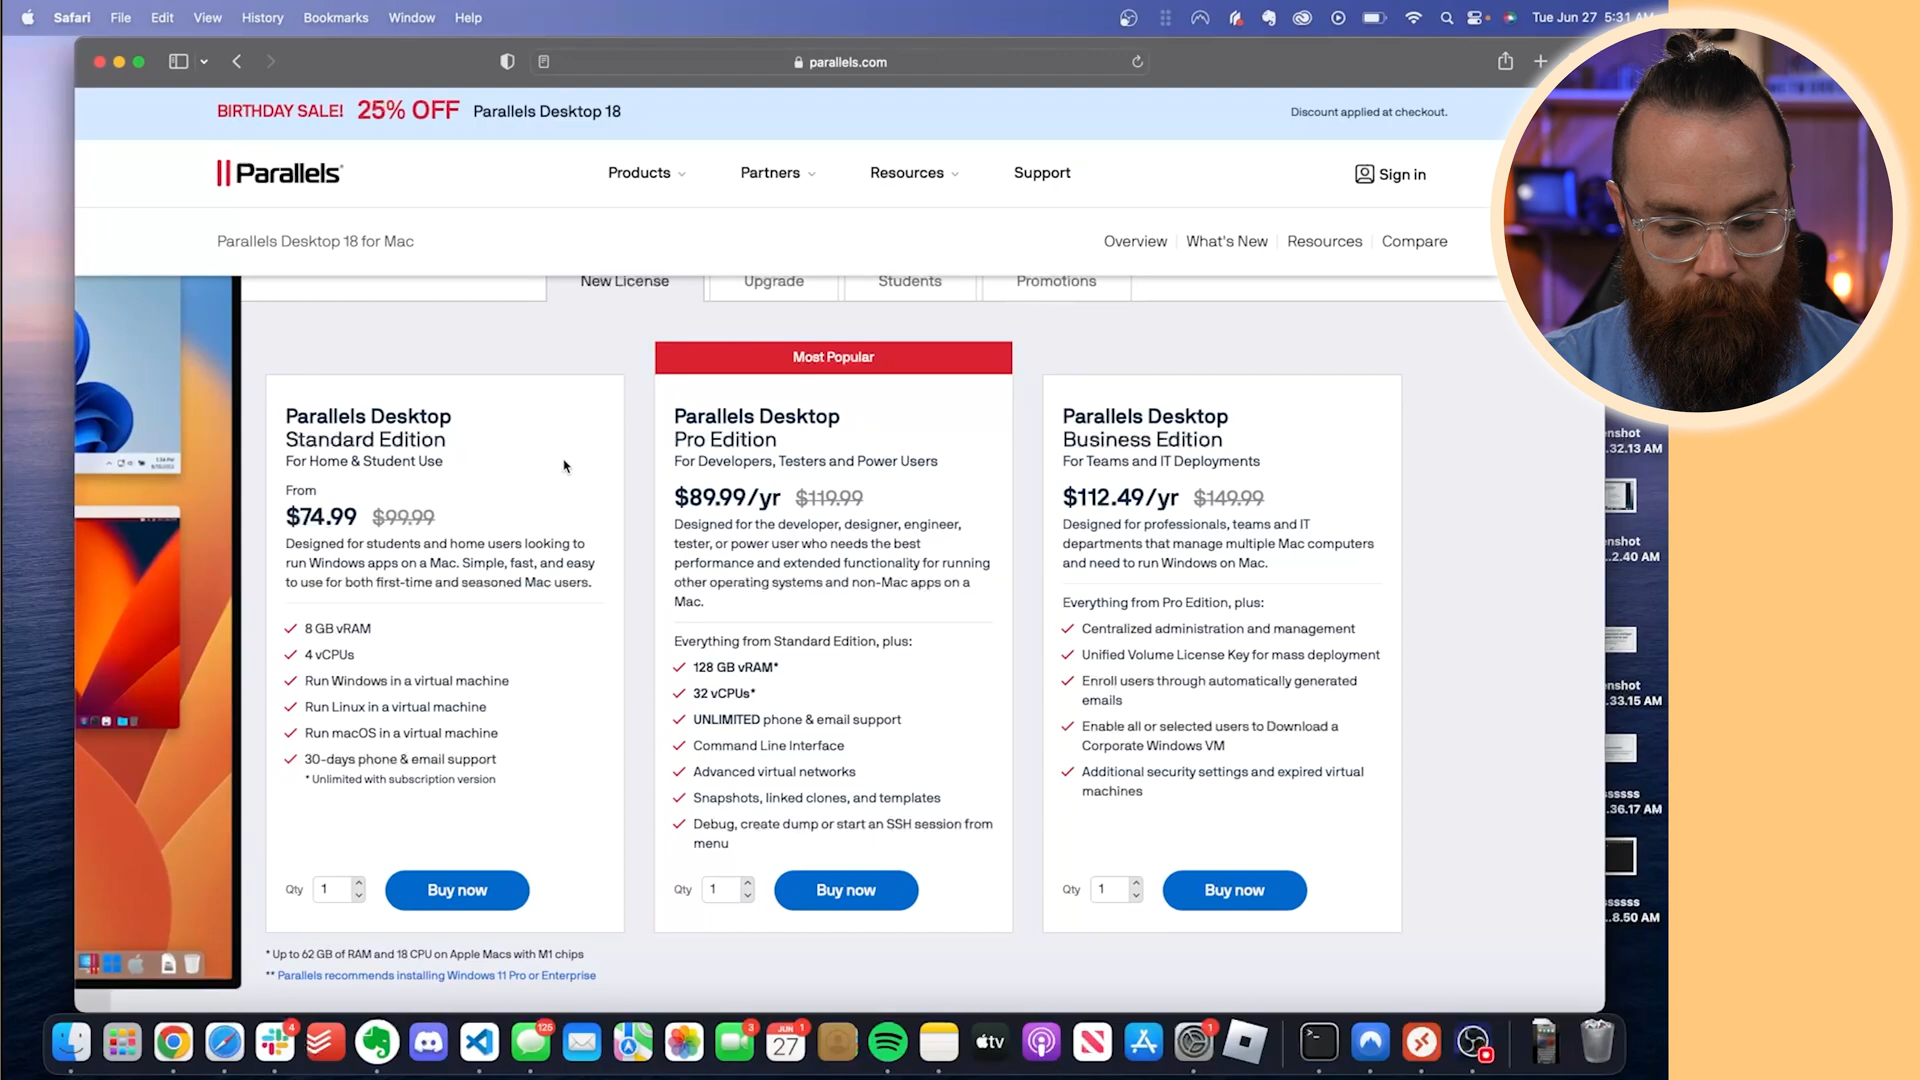 Safari File Edit View History Bookmarks Window Help
Tue Jun 27 5:31 AM
parallels.com
BIRTHDAY SALE! 25% OFF Parallels Desktop 18
Discount applied at checkout.
Parallels
Products
Partners
Resources
Support
Sign in
Parallels Desktop 18 for Mac
Overview
What's New
Resources
Compare
New License
Upgrade
Students
Promotions
Most Popular
Parallels Desktop
Standard Edition
For Home & Student Use
From
$74.99 $99.99
Designed for students and home users looking to
run Windows apps on a Mac. Simple, fast, and easy
to use for both first-time and seasoned Mac users.
8 GB vRAM
4 vCPUs
Run Windows in a virtual machine
Run Linux in a virtual machine
Run macOS in a virtual machine
30-days phone & email support
* Unlimited with subscription version
Qty 1 Buy now
Parallels Desktop
Pro Edition
For Developers, Testers and Power Users
$89.99/yr $119.99
Designed for the developer, designer, engineer,
tester, or power user who needs the best
performance and extended functionality for running
other operating systems and non-Mac apps on a
Mac.
Everything from Standard Edition, plus:
128 GB vRAM*
32 vCPUs*
UNLIMITED phone & email support
Command Line Interface
Advanced virtual networks
Snapshots, linked clones, and templates
Debug, create dump or start an SSH session from
menu
Qty 1 Buy now
Parallels Desktop
Business Edition
For Teams and IT Deployments
$112.49/yr $149.99
Designed for professionals, teams and IT
departments that manage multiple Mac computers
and need to run Windows on Mac.
Everything from Pro Edition, plus:
Centralized administration and management
Unified Volume License Key for mass deployment
Enroll users through automatically generated
emails
Enable all or selected users to Download a
Corporate Windows VM
Additional security settings and expired virtual
machines
Qty 1 Buy now
* Up to 62 GB of RAM and 18 CPU on Apple Macs with M1 chips
** Parallels recommends installing Windows 11 Pro or Enterprise
enshot
.32.13 AM
nshot
..2.40 AM
nshot
.33.15 AM
ssssss
..36.17 AM
ssssss
..8.50 AM
4
125
3
JUN 1
27
tv
1